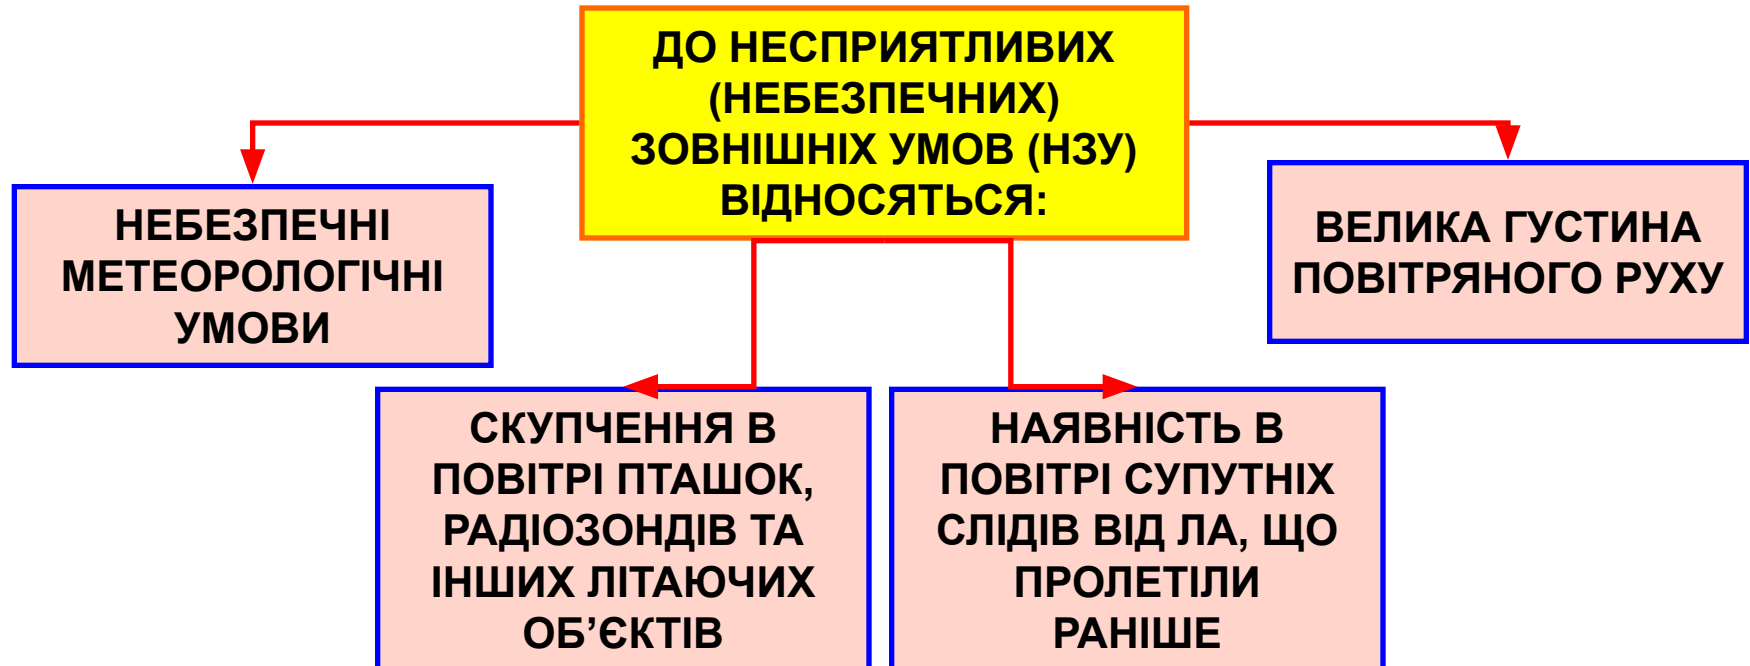 ДО НЕСПРИЯТЛИВИХ
(НЕБЕЗПЕЧНИХ)
ЗОВНІШНІХ УМОВ (НЗУ)
ВІДНОСЯТЬСЯ:
НЕБЕЗПЕЧНІ
МЕТЕОРОЛОГІЧНІ
УМОВИ
ВЕЛИКА ГУСТИНА
ПОВІТРЯНОГО РУХУ
СКУПЧЕННЯ В
ПОВІТРІ ПТАШОК,
РАДІОЗОНДІВ ТА
ІНШИХ ЛІТАЮЧИХ
ОБ’ЄКТІВ
НАЯВНІСТЬ В
ПОВІТРІ СУПУТНІХ
СЛІДІВ ВІД ЛА, ЩО
ПРОЛЕТІЛИ
РАНІШЕ